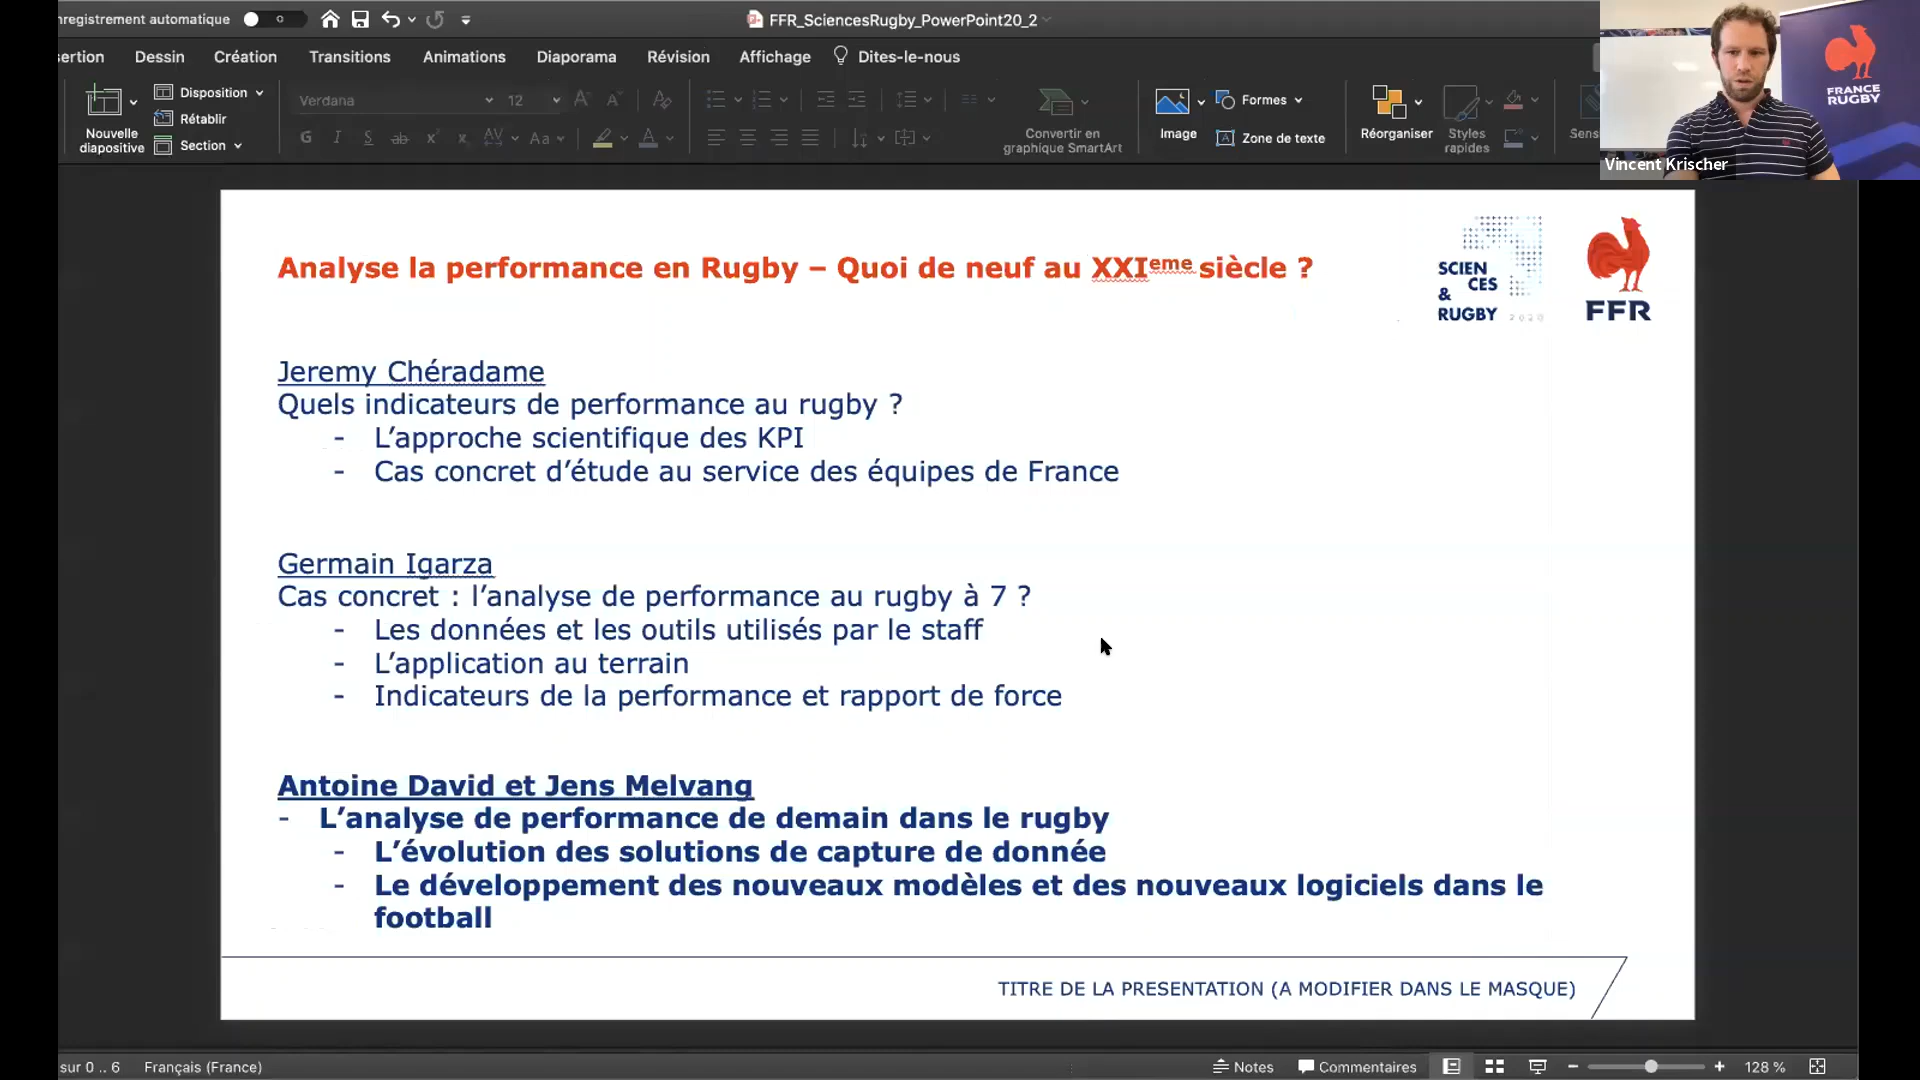 nregistrement automatique
FFR_SciencesRugby_PowerPoint20_2
sertion Dessin Création Transitions Animations Diaporama Révision Affichage Dites-le-nous
Nouvelle diapositive
Disposition
Rétablir
Section
Verdana 12
G I S ab x x AV Aa A
Convertir en graphique SmartArt
Image
Formes
Zone de texte
Réorganiser
Styles rapides
Sens
FRANCE
RUGBY
Vincent Krischer
Analyse la performance en Rugby – Quoi de neuf au XXIeme siècle ?
SCIEN
CES
&
RUGBY 2020
FFR
Jeremy Chéradame
Quels indicateurs de performance au rugby ?
- L’approche scientifique des KPI
- Cas concret d’étude au service des équipes de France
Germain Igarza
Cas concret : l’analyse de performance au rugby à 7 ?
- Les données et les outils utilisés par le staff
- L’application au terrain
- Indicateurs de la performance et rapport de force
Antoine David et Jens Melvang
- L’analyse de performance de demain dans le rugby
- L’évolution des solutions de capture de donnée
- Le développement des nouveaux modèles et des nouveaux logiciels dans le
football
TITRE DE LA PRESENTATION (A MODIFIER DANS LE MASQUE)
sur 0 .. 6 Français (France) Notes Commentaires 128 %